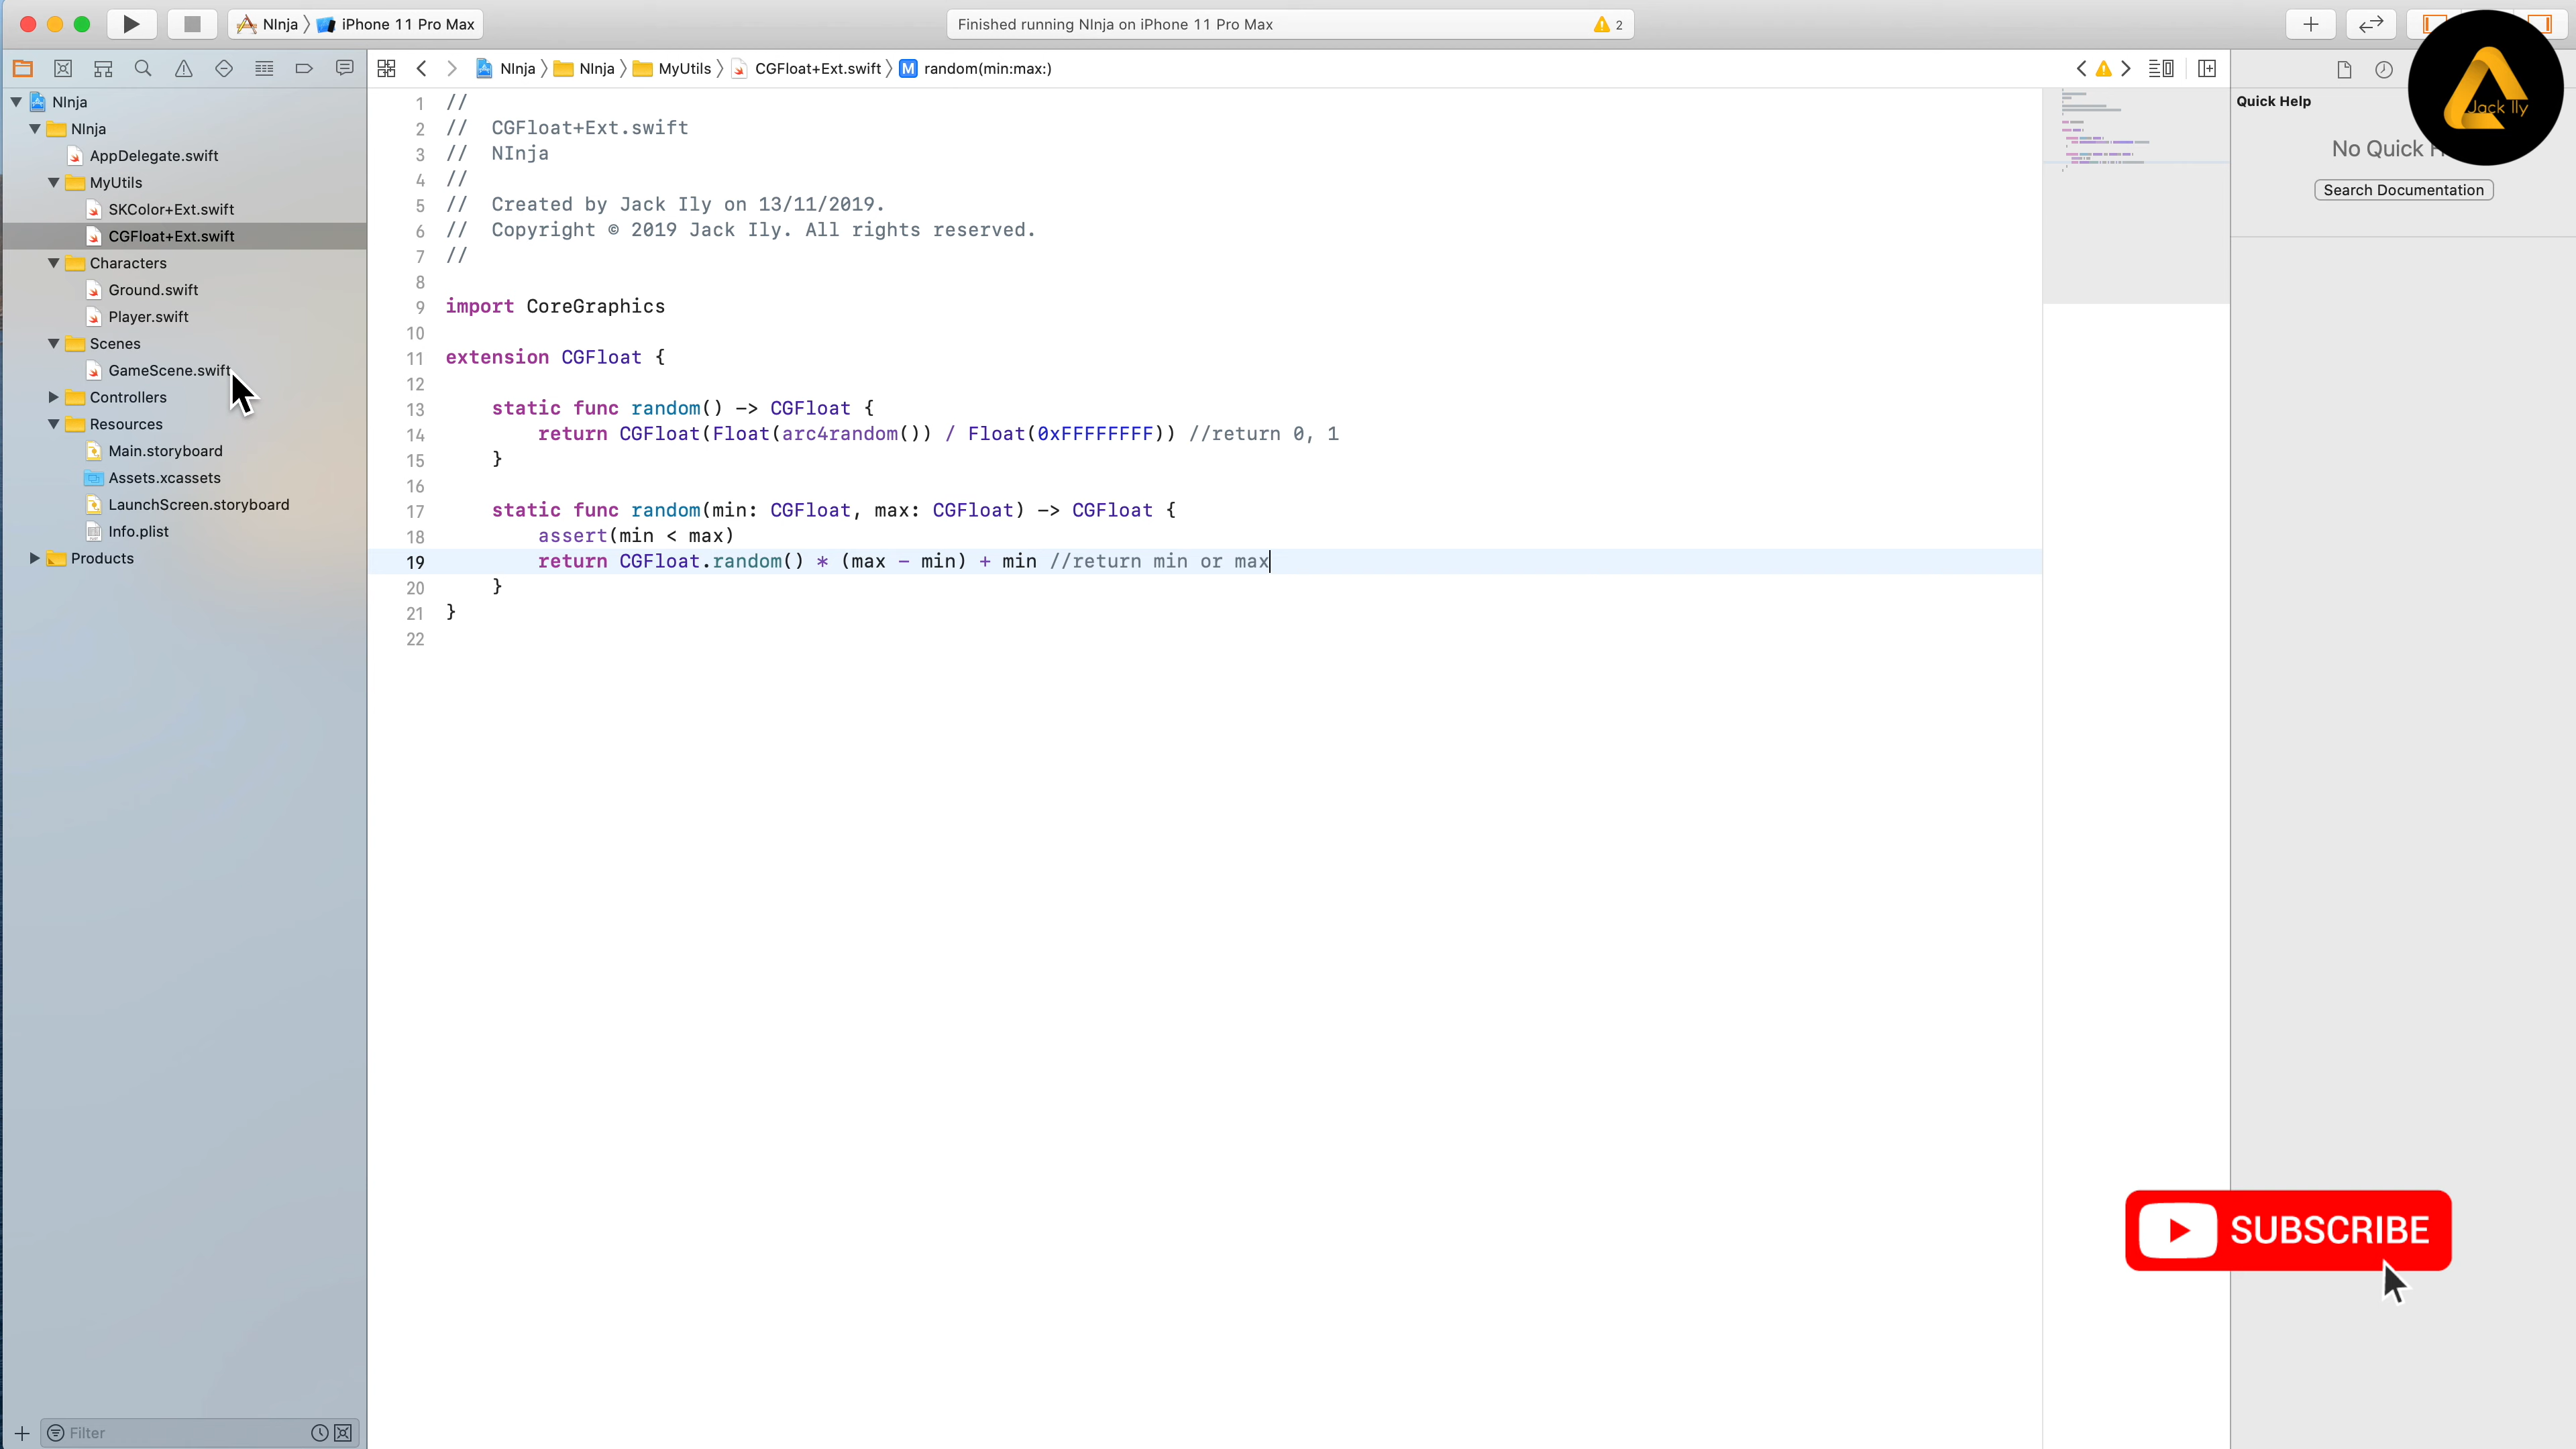 NInja
iPhone 11 Pro Max
Finished running NInja on iPhone 11 Pro Max
2
Jack Ily
NInja
NInja
MyUtils
CGFloat+Ext.swift
M
random(min:max:)
NInja
NInja
AppDelegate.swift
MyUtils
SKColor+Ext.swift
CGFloat+Ext.swift
Characters
Ground.swift
Player.swift
Scenes
GameScene.swift
Controllers
Resources
Main.storyboard
Assets.xcassets
LaunchScreen.storyboard
Info.plist
Products
Filter
1 //
2 //  CGFloat+Ext.swift
3 //  NInja
4 //
5 //  Created by Jack Ily on 13/11/2019.
6 //  Copyright © 2019 Jack Ily. All rights reserved.
7 //
8
9 import CoreGraphics
10
11 extension CGFloat {
12
13     static func random() -> CGFloat {
14         return CGFloat(Float(arc4random()) / Float(0xFFFFFFFF)) //return 0, 1
15     }
16
17     static func random(min: CGFloat, max: CGFloat) -> CGFloat {
18         assert(min < max)
19         return CGFloat.random() * (max - min) + min //return min or max
20     }
21 }
22
Quick Help
No Quick
Search Documentation
SUBSCRIBE